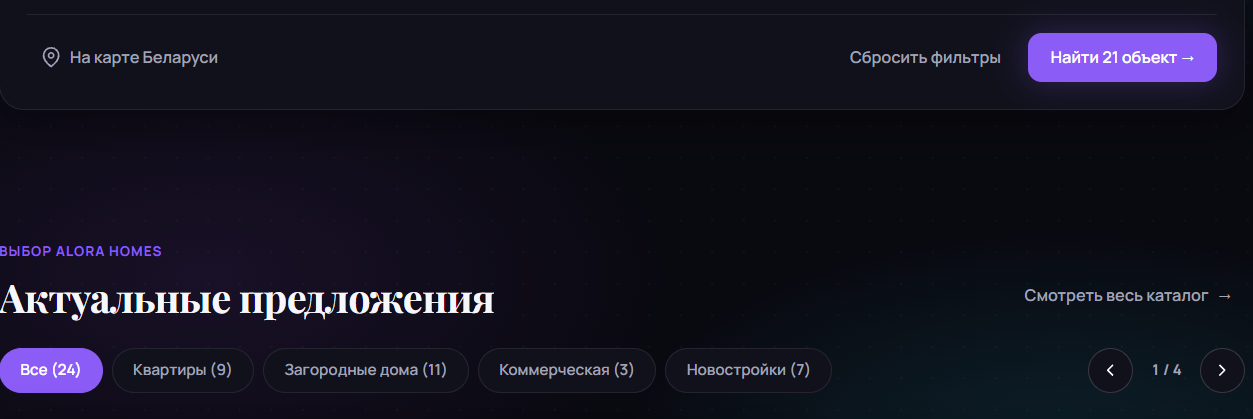 На карте Беларуси
Сбросить фильтры
Найти 21 объект →
ВЫБОР ALORA HOMES
Актуальные предложения
Смотреть весь каталог →
Все (24)
Квартиры (9)
Загородные дома (11)
Коммерческая (3)
Новостройки (7)
1 / 4